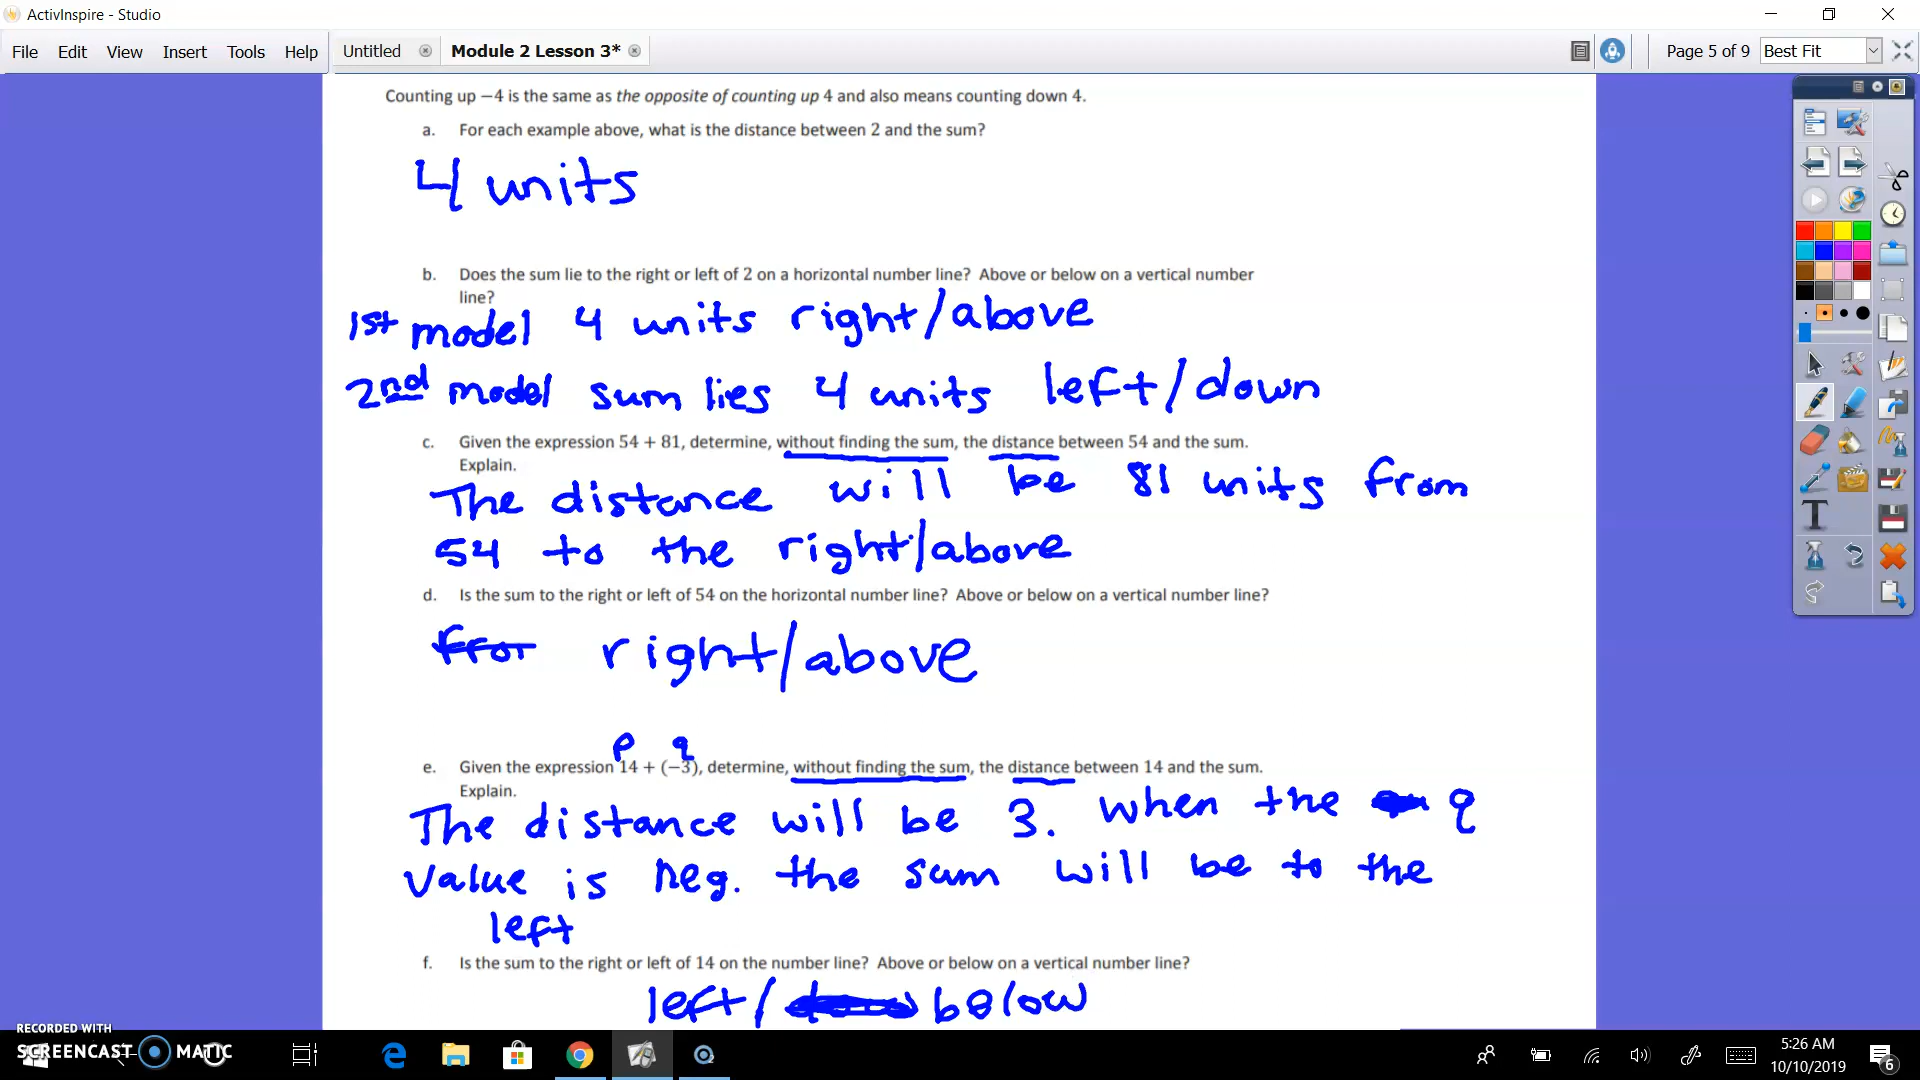 ActivInspire - Studio
File Edit View Insert Tools Help Untitled Module 2 Lesson 3* Page 5 of 9 Best Fit
Counting up −4 is the same as the opposite of counting up 4 and also means counting down 4.
a. For each example above, what is the distance between 2 and the sum?
4 units
b. Does the sum lie to the right or left of 2 on a horizontal number line? Above or below on a vertical number
line?
1st model 4 units right/above
2nd model sum lies 4 units left/down
c. Given the expression 54 + 81, determine, without finding the sum, the distance between 54 and the sum.
Explain.
The distance will be 81 units from
54 to the right/above
d. Is the sum to the right or left of 54 on the horizontal number line? Above or below on a vertical number line?
right/above
p q
e. Given the expression 14 + (−3), determine, without finding the sum, the distance between 14 and the sum.
Explain.
The distance will be 3. When the q
value is neg. the sum will be to the
left
f. Is the sum to the right or left of 14 on the number line? Above or below on a vertical number line?
left/ below
T
RECORDED WITH
SCREENCAST MATIC
5:26 AM
10/10/2019
6